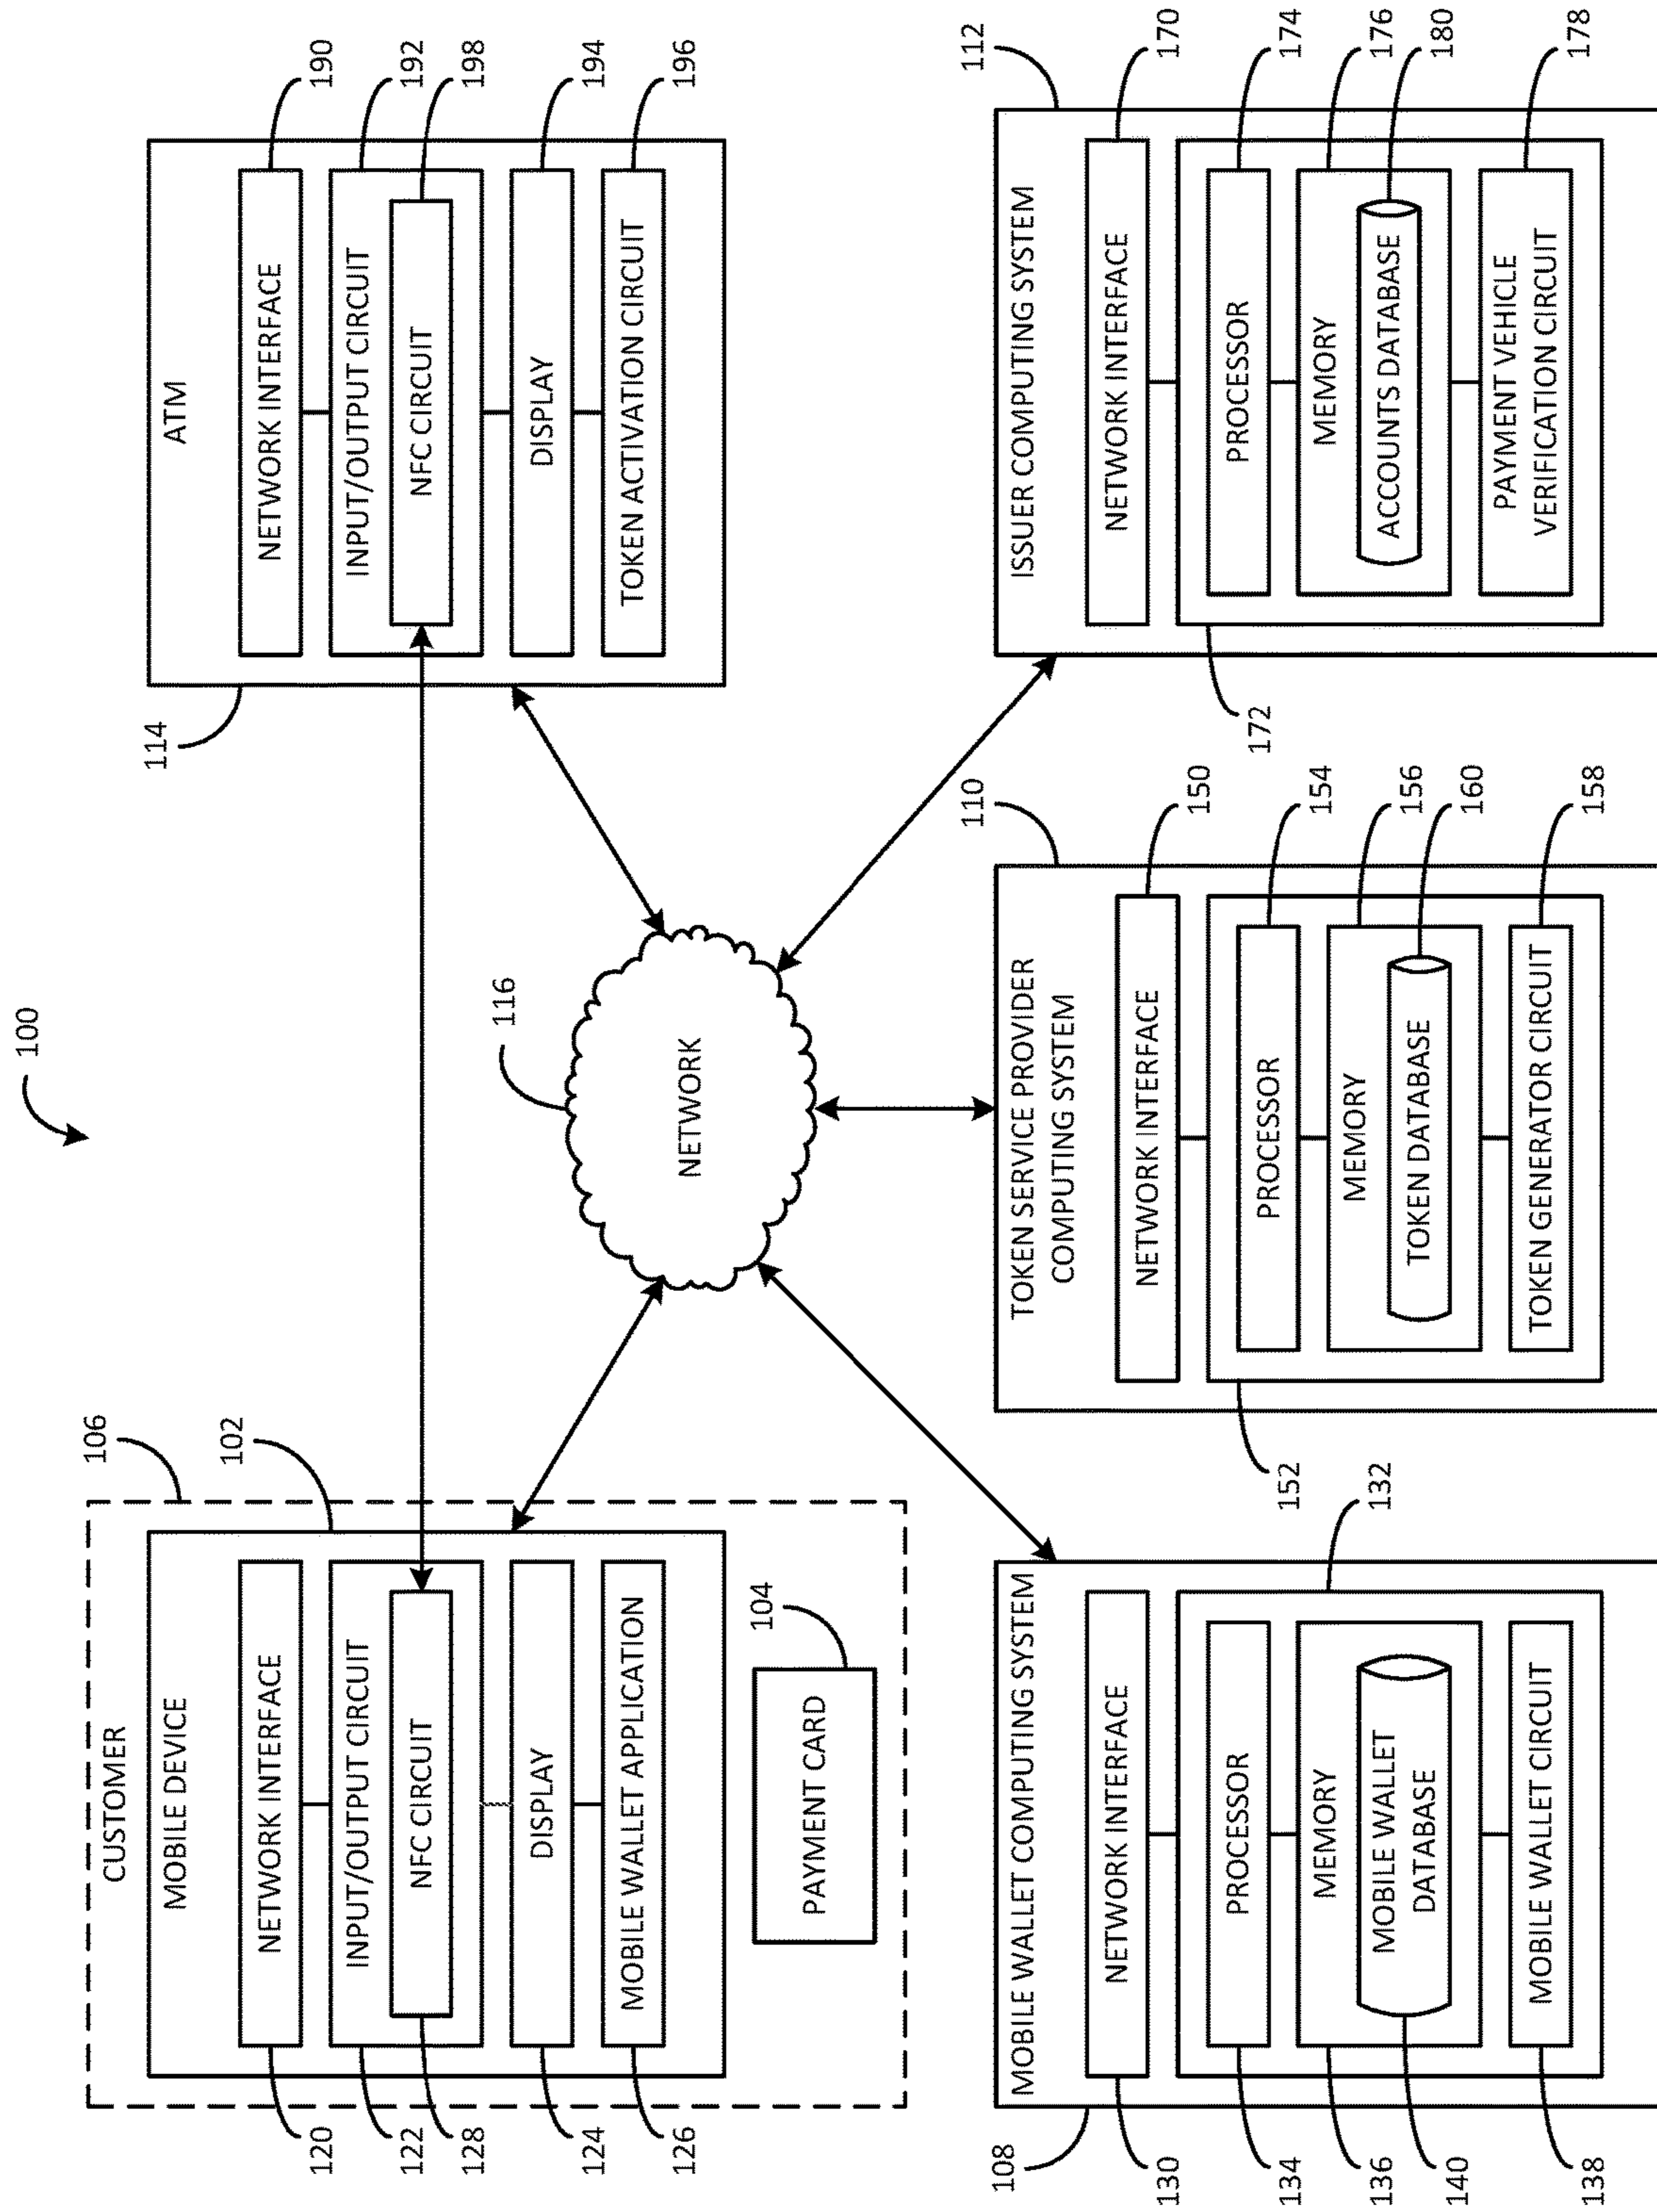 100
CUSTOMER
106
MOBILE DEVICE
102
NETWORK INTERFACE
120
INPUT/OUTPUT CIRCUIT
122
NFC CIRCUIT
128
DISPLAY
124
MOBILE WALLET APPLICATION
126
PAYMENT CARD
104
116
NETWORK
114
ATM
NETWORK INTERFACE
190
INPUT/OUTPUT CIRCUIT
192
NFC CIRCUIT
198
DISPLAY
194
TOKEN ACTIVATION CIRCUIT
196
108
MOBILE WALLET COMPUTING SYSTEM
NETWORK INTERFACE
130
132
PROCESSOR
134
MEMORY
136
MOBILE WALLET
DATABASE
140
MOBILE WALLET CIRCUIT
138
110
TOKEN SERVICE PROVIDER
COMPUTING SYSTEM
NETWORK INTERFACE
150
152
PROCESSOR
154
MEMORY
156
TOKEN DATABASE
160
TOKEN GENERATOR CIRCUIT
158
112
ISSUER COMPUTING SYSTEM
NETWORK INTERFACE
170
172
PROCESSOR
174
MEMORY
176
ACCOUNTS DATABASE
180
PAYMENT VEHICLE
VERIFICATION CIRCUIT
178